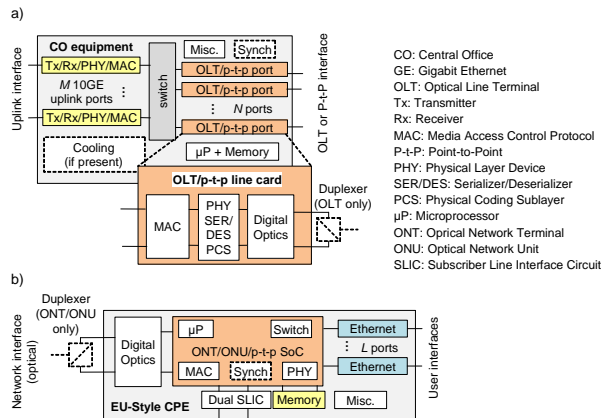 a)
CO equipment
Misc.
Synch
Uplink interface
Tx/Rx/PHY/MAC
M 10GE
uplink ports
Tx/Rx/PHY/MAC
switch
OLT/p-t-p port
OLT/p-t-p port
N ports
OLT/p-t-p port
OLT or P-t-P interface
Cooling
(if present)
µP + Memory
OLT/p-t-p line card
MAC
PHY
SER/
DES
PCS
Digital
Optics
Duplexer
(OLT only)
CO: Central Office
GE: Gigabit Ethernet
OLT: Optical Line Terminal
Tx: Transmitter
Rx: Receiver
MAC: Media Access Control Protocol
P-t-P: Point-to-Point
PHY: Physical Layer Device
SER/DES: Serializer/Deserializer
PCS: Physical Coding Sublayer
µP: Microprocessor
ONT: Oprical Network Terminal
ONU: Optical Network Unit
SLIC: Subscriber Line Interface Circuit
b)
Duplexer
(ONT/ONU
only)
Network interface
(optical)
Digital
Optics
µP
Switch
ONT/ONU/p-t-p SoC
MAC
Synch
PHY
Ethernet
L ports
Ethernet
User interfaces
EU-Style CPE
Dual SLIC
Memory
Misc.